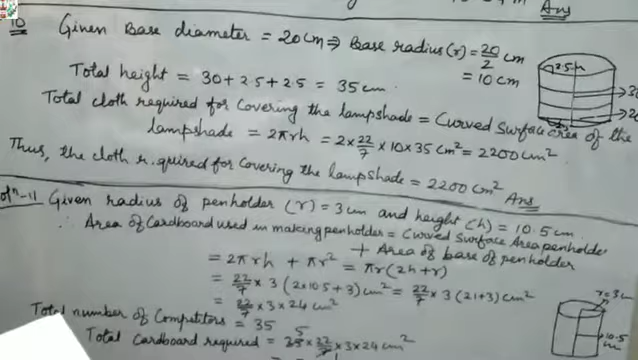 Ans
10 Given Base diameter = 20 cm ⇒ Base radius (r) = 20/2 cm
= 10 cm
Total height = 30 + 2.5 + 2.5 = 35 cm.
2.5 h
30
20
Total cloth required for covering the lampshade = Curved Surface area of the
lampshade = 2πrh = 2 × 22/7 × 10 × 35 cm² = 2200 cm².
Thus, the cloth required for covering the lampshade = 2200 cm² Ans
olⁿ-11 Given radius of penholder (r) = 3 cm and height (h) = 10.5 cm.
∴ Area of Cardboard used in making penholder = Curved Surface Area penholde
+ Area of base of penholder
= 2πrh + πr² = πr(2h+r)
= 22/7 × 3 (2×10.5+3) cm² = 22/7 × 3 (21+3) cm²
= 22/7 × 3 × 24 cm²
r = 3 cm
10.5 cm
Total number of Competitors = 35
Total cardboard required = 35 × 22/7 × 3 × 24 cm²
5